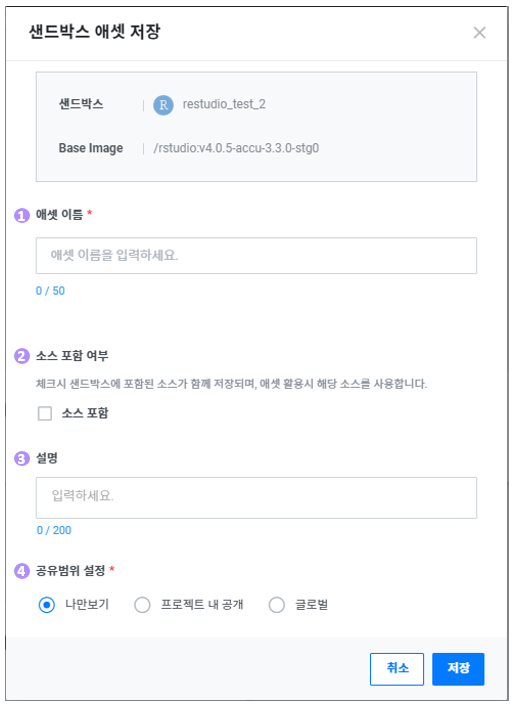 샌드박스 애셋 저장
샌드박스 | R restudio_test_2
Base Image | /rstudio:v4.0.5-accu-3.3.0-stg0
1 애셋 이름 *
애셋 이름을 입력하세요.
0 / 50
2 소스 포함 여부
체크시 샌드박스에 포함된 소스가 함께 저장되며, 애셋 활용시 해당 소스를 사용합니다.
소스 포함
3 설명
입력하세요.
0 / 200
4 공유범위 설정 *
나만보기 프로젝트 내 공개 글로벌
취소 저장